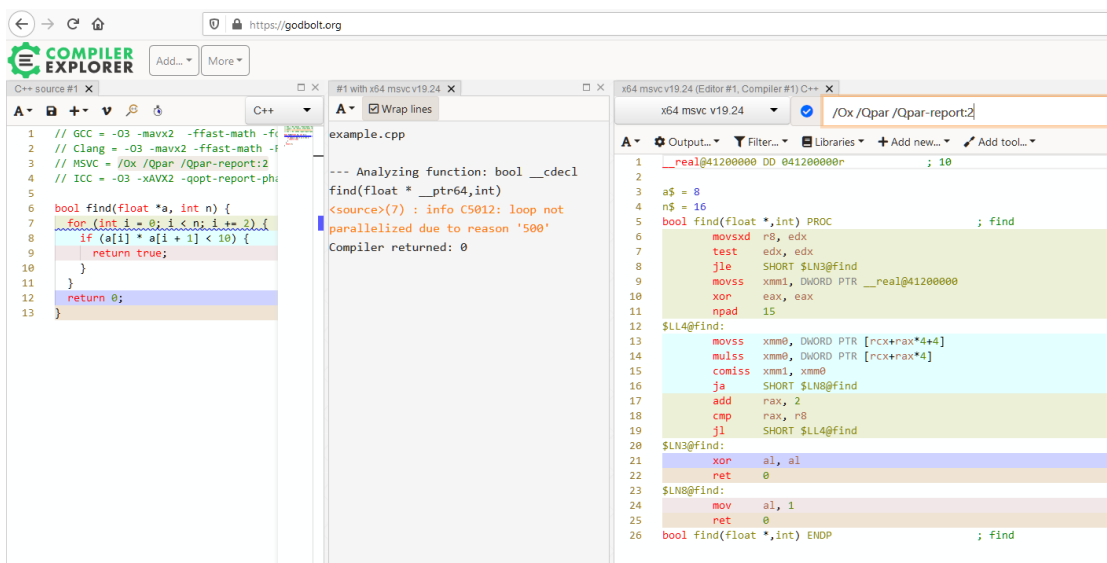 https://godbolt.org
COMPILER
EXPLORER
Add...
More
C++ source #1
A
C++
1 // GCC = -O3 -mavx2  -ffast-math
2 // Clang = -O3 -mavx2 -ffast-math
3 // MSVC = /Ox /Qpar /Qpar-report:2
4 // ICC = -O3 -xAVX2 -qopt-report-pha
5
6 bool find(float *a, int n) {
7   for (int i = 0; i < n; i += 2) {
8     if (a[i] * a[i + 1] < 10) {
9       return true;
10     }
11   }
12   return 0;
13 }
#1 with x64 msvc v19.24
A Wrap lines
example.cpp
--- Analyzing function: bool __cdecl
find(float * __ptr64,int)
<source>(7) : info C5012: loop not
parallelized due to reason '500'
Compiler returned: 0
x64 msvc v19.24 (Editor #1, Compiler #1) C++
x64 msvc v19.24
/Ox /Qpar /Qpar-report:2
A Output... Filter... Libraries Add new... Add tool...
1 __real@41200000 DD 041200000r ; 10
2
3 a$ = 8
4 n$ = 16
5 bool find(float *,int) PROC ; find
6 movsxd r8, edx
7 test edx, edx
8 jle SHORT $LN3@find
9 movss xmm1, DWORD PTR __real@41200000
10 xor eax, eax
11 npad 15
12 $LL4@find:
13 movss xmm0, DWORD PTR [rcx+rax*4+4]
14 mulss xmm0, DWORD PTR [rcx+rax*4]
15 comiss xmm1, xmm0
16 ja SHORT $LN8@find
17 add rax, 2
18 cmp rax, r8
19 jl SHORT $LL4@find
20 $LN3@find:
21 xor al, al
22 ret 0
23 $LN8@find:
24 mov al, 1
25 ret 0
26 bool find(float *,int) ENDP ; find